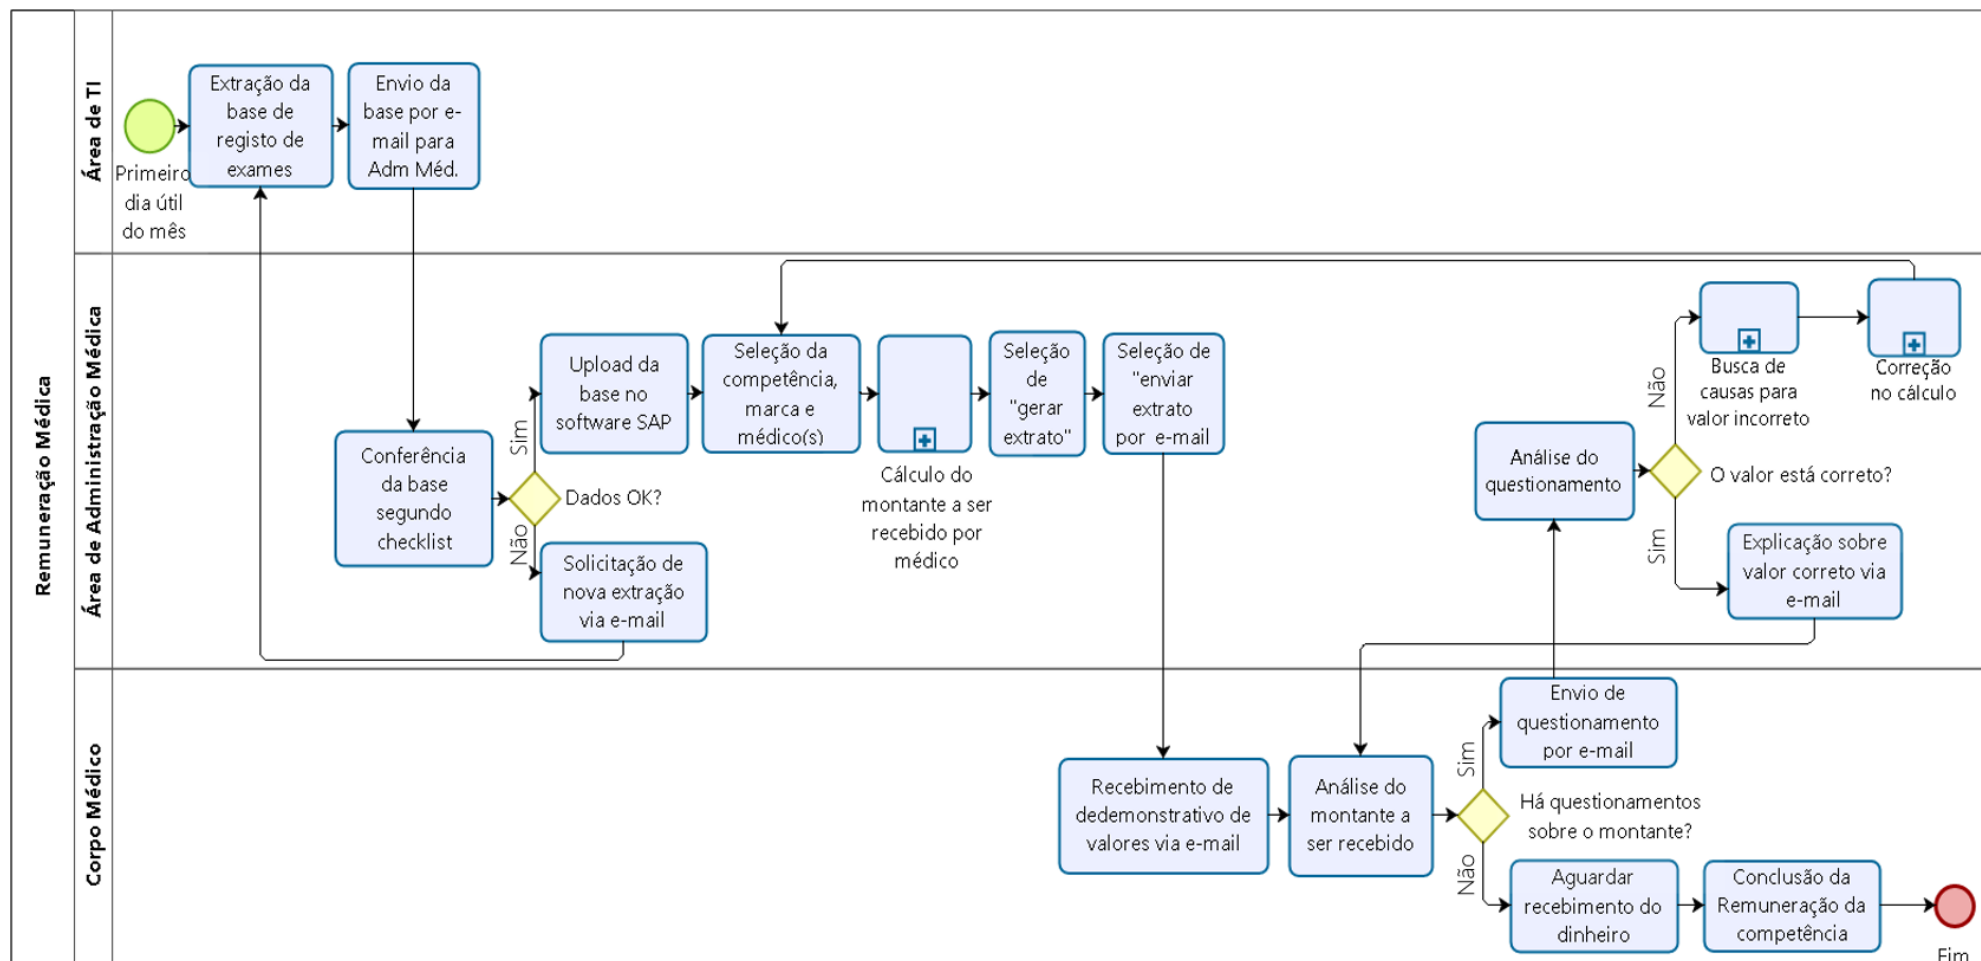 Remuneração Médica
Área de TI
Primeiro
dia útil
do mês
Extração da
base de
registo de
exames
Envio da
base por e-
mail para
Adm Méd.
Área de Administração Médica
Conferência
da base
segundo
checklist
Dados OK?
Sim
Não
Upload da
base no
software SAP
Solicitação de
nova extração
via e-mail
Seleção da
competência,
marca e
médico(s)
Cálculo do
montante a ser
recebido por
médico
Seleção
de
"gerar
extrato"
Seleção de
"enviar
extrato
por e-mail
Análise do
questionamento
O valor está correto?
Não
Sim
Busca de
causas para
valor incorreto
Correção
no cálculo
Explicação sobre
valor correto via
e-mail
Corpo Médico
Recebimento de
dedemonstrativo de
valores via e-mail
Análise do
montante a
ser recebido
Sim
Não
Há questionamentos
sobre o montante?
Envio de
questionamento
por e-mail
Aguardar
recebimento do
dinheiro
Conclusão da
Remuneração da
competência
Fim